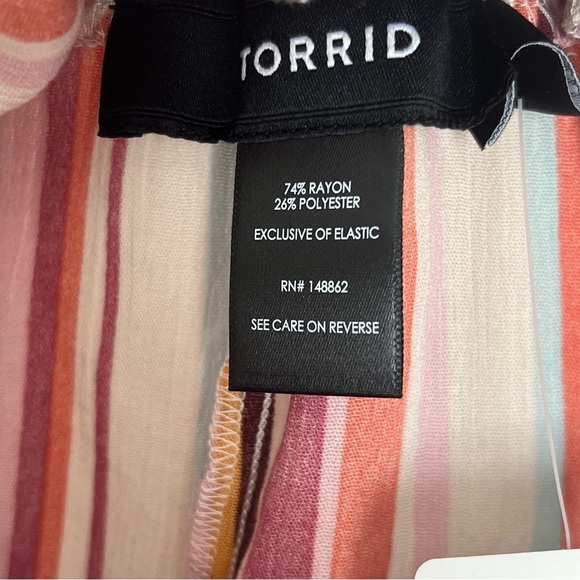 TORRID
74% RAYON
26% POLYESTER
EXCLUSIVE OF ELASTIC
RN# 148862
SEE CARE ON REVERSE